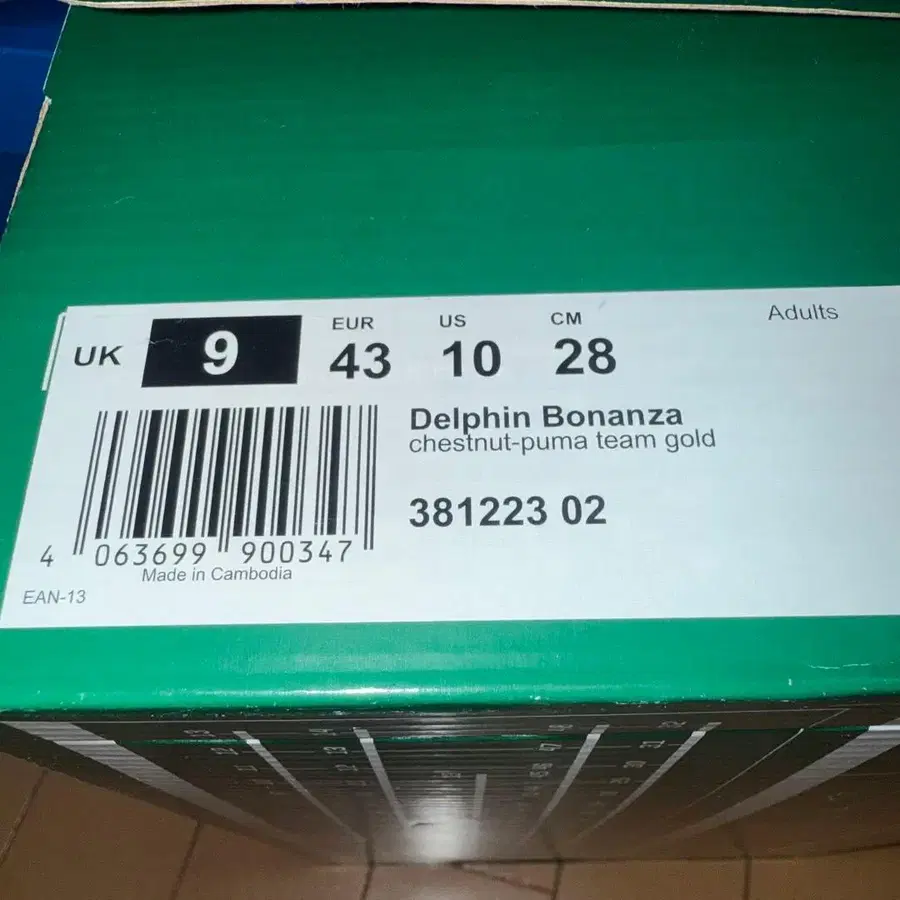 Adults
UK 9
EUR US CM
43 10 28
Delphin Bonanza
chestnut-puma team gold
381223 02
4 063699 900347
Made in Cambodia
EAN-13